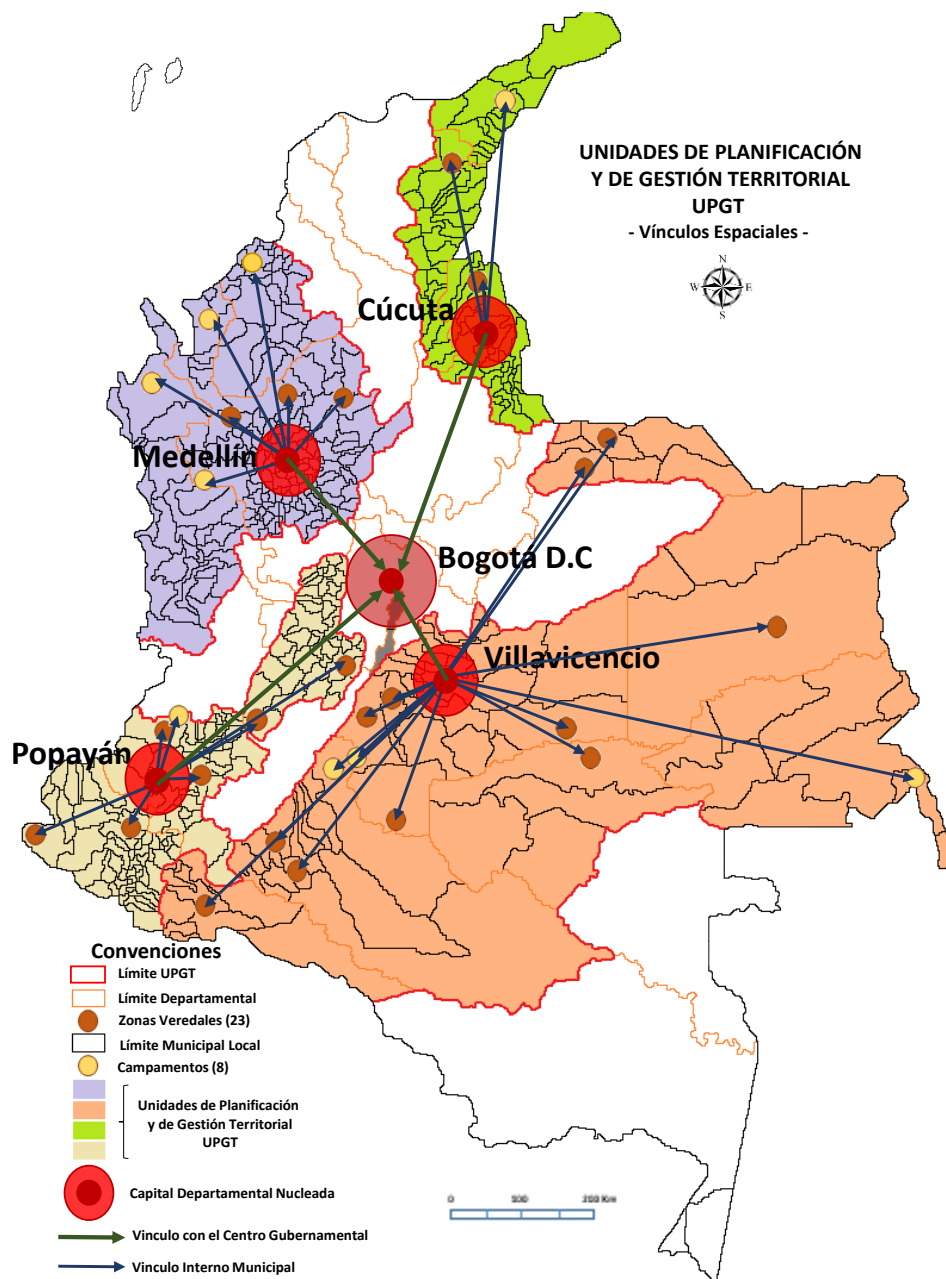 UNIDADES DE PLANIFICACIÓN
Y DE GESTIÓN TERRITORIAL
UPGT
- Vínculos Espaciales -
N
W E
S
Cúcuta
Medellín
Bogotá D.C
Villavicencio
Popayán
Convenciones
Límite UPGT
Límite Departamental
Zonas Veredales (23)
Límite Municipal Local
Campamentos (8)
Unidades de Planificación
y de Gestión Territorial
UPGT
Capital Departamental Nucleada
0 100 200 Km
Vinculo con el Centro Gubernamental
Vinculo Interno Municipal